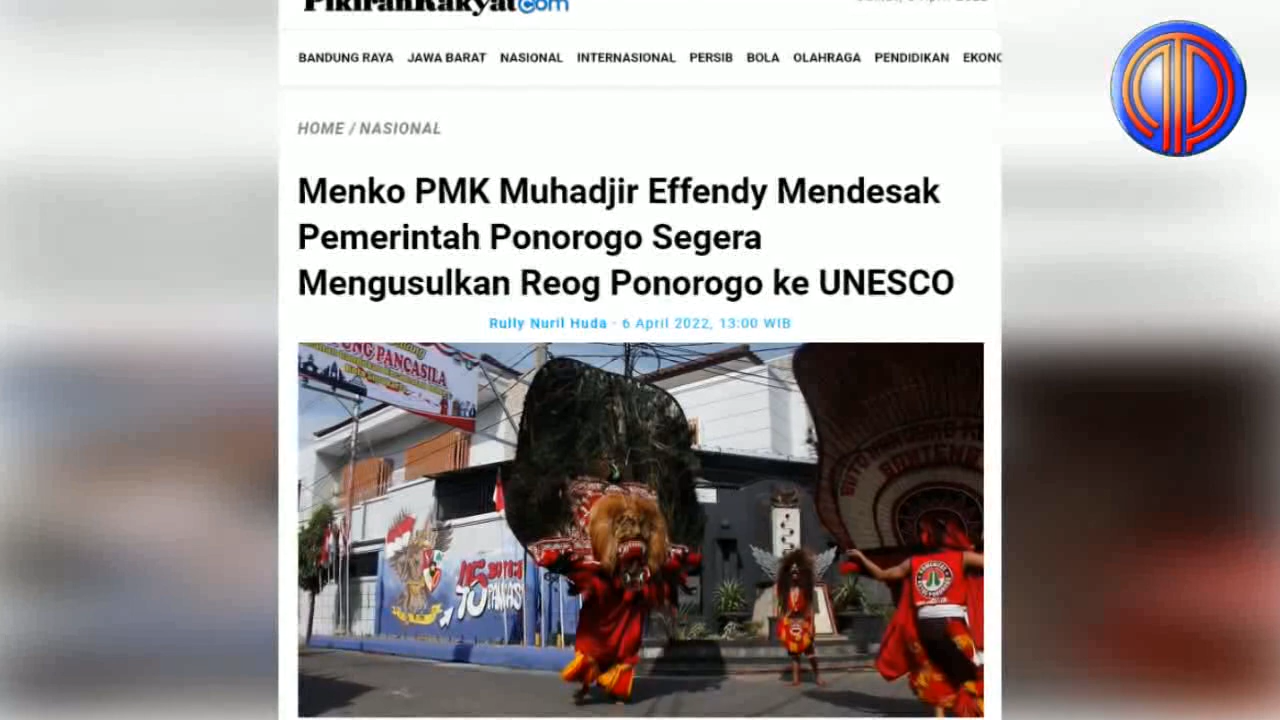 PikiranRakyat.com
BANDUNG RAYA JAWA BARAT NASIONAL INTERNASIONAL PERSIB BOLA OLAHRAGA PENDIDIKAN
HOME / NASIONAL
Menko PMK Muhadjir Effendy Mendesak
Pemerintah Ponorogo Segera
Mengusulkan Reog Ponorogo ke UNESCO
Rully Nuril Huda - 6 April 2022, 13:00 WIB
PANCASILA